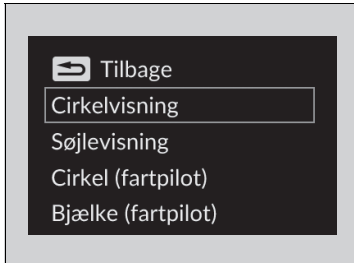 Tilbage
Cirkelvisning
Søjlevisning
Cirkel (fartpilot)
Bjælke (fartpilot)